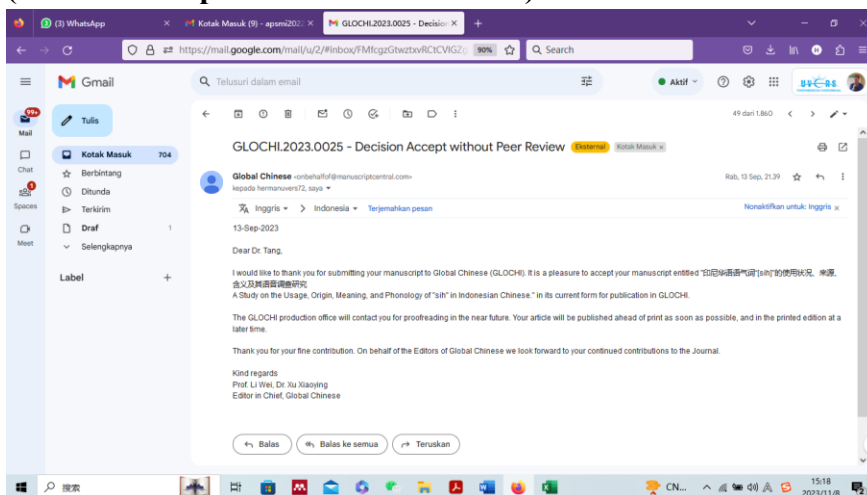 (3) WhatsApp
Kotak Masuk (704) - apsmi202
GLOCHI.2023.0025 - Decision
https://mail.google.com/mail/u/2/#inbox/
90%
Search
Gmail
Telusuri dalam email
Aktif
UVERS
99+
Mail
Chat
Spaces
Meet
Tulis
Kotak Masuk 704
Berbintang
Ditunda
Terkirim
Draf 1
Selengkapnya
Label
49 dari 1.860
GLOCHI.2023.0025 - Decision Accept without Peer Review Eksternal Kotak Masuk x
Global Chinese <onbehalfof@manuscriptcentral.com> Rab, 13 Sep, 21.39
kepada hermanuvers72, saya
Inggris > Indonesia Terjemahkan pesan Nonaktifkan untuk: Inggris x
13-Sep-2023
Dear Dr. Tang,
I would like to thank you for submitting your manuscript to Global Chinese (GLOCHI). It is a pleasure to accept your manuscript entitled "印尼华语语气词"[sih]"的使用状况、来源、
含义及其语音调查研究
A Study on the Usage, Origin, Meaning, and Phonology of "sih" in Indonesian Chinese." in its current form for publication in GLOCHI.
The GLOCHI production office will contact you for proofreading in the near future. Your article will be published ahead of print as soon as possible, and in the printed edition at a
later time.
Thank you for your fine contribution. On behalf of the Editors of Global Chinese we look forward to your continued contributions to the Journal.
Kind regards
Prof. Li Wei, Dr. Xu Xiaoying
Editor in Chief, Global Chinese
Balas
Balas ke semua
Teruskan
搜索
CN...
15:18
2023/11/8